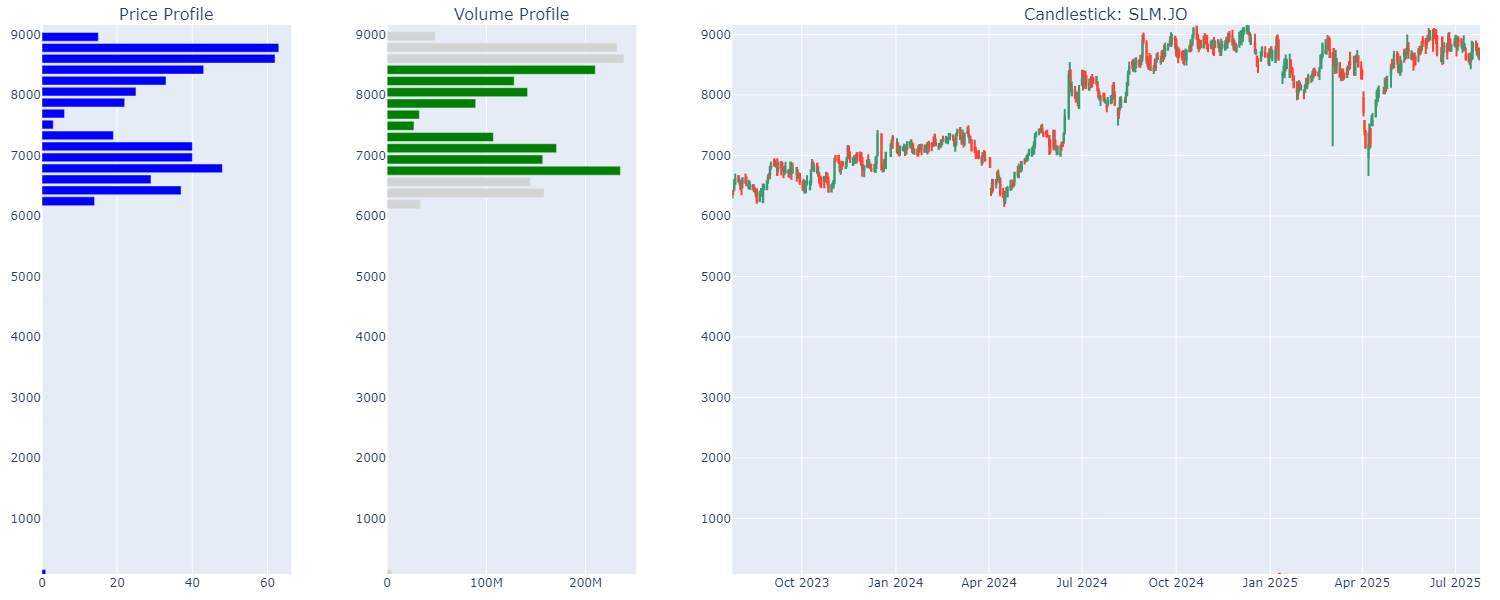 Price Profile
Volume Profile
Candlestick: SLM.JO
9000
8000
7000
6000
5000
4000
3000
2000
1000
0
20
40
60
9000
8000
7000
6000
5000
4000
3000
2000
1000
0
100M
200M
9000
8000
7000
6000
5000
4000
3000
2000
1000
Oct 2023
Jan 2024
Apr 2024
Jul 2024
Oct 2024
Jan 2025
Apr 2025
Jul 2025